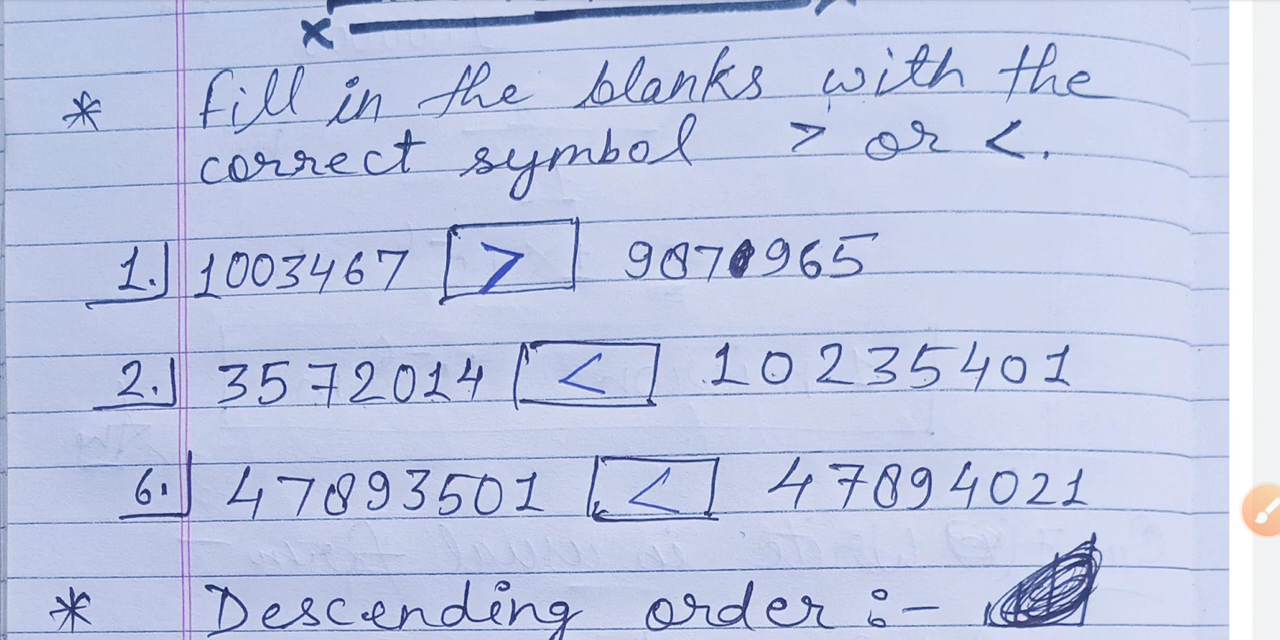 * Fill in the blanks with the
correct symbol > or <.
1. 1003467 > 9870965
2. 3572014 < 10235401
6. 47893501 < 47894021
* Descending order :-